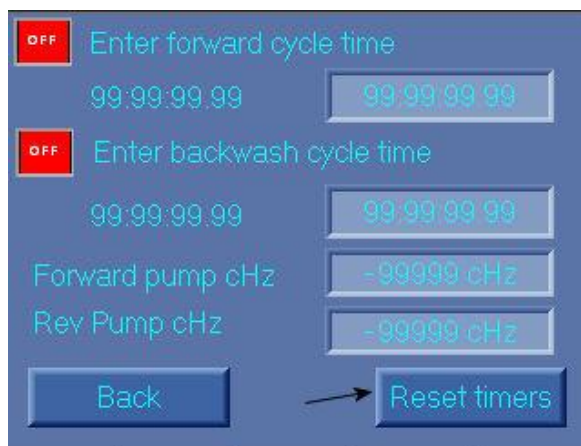 OFF Enter forward cycle time
99:99:99.99 99:99:99.99
OFF Enter backwash cycle time
99:99:99.99 99:99:99.99
Forward pump cHz -99999 cHz
Rev Pump cHz -99999 cHz
Back Reset timers